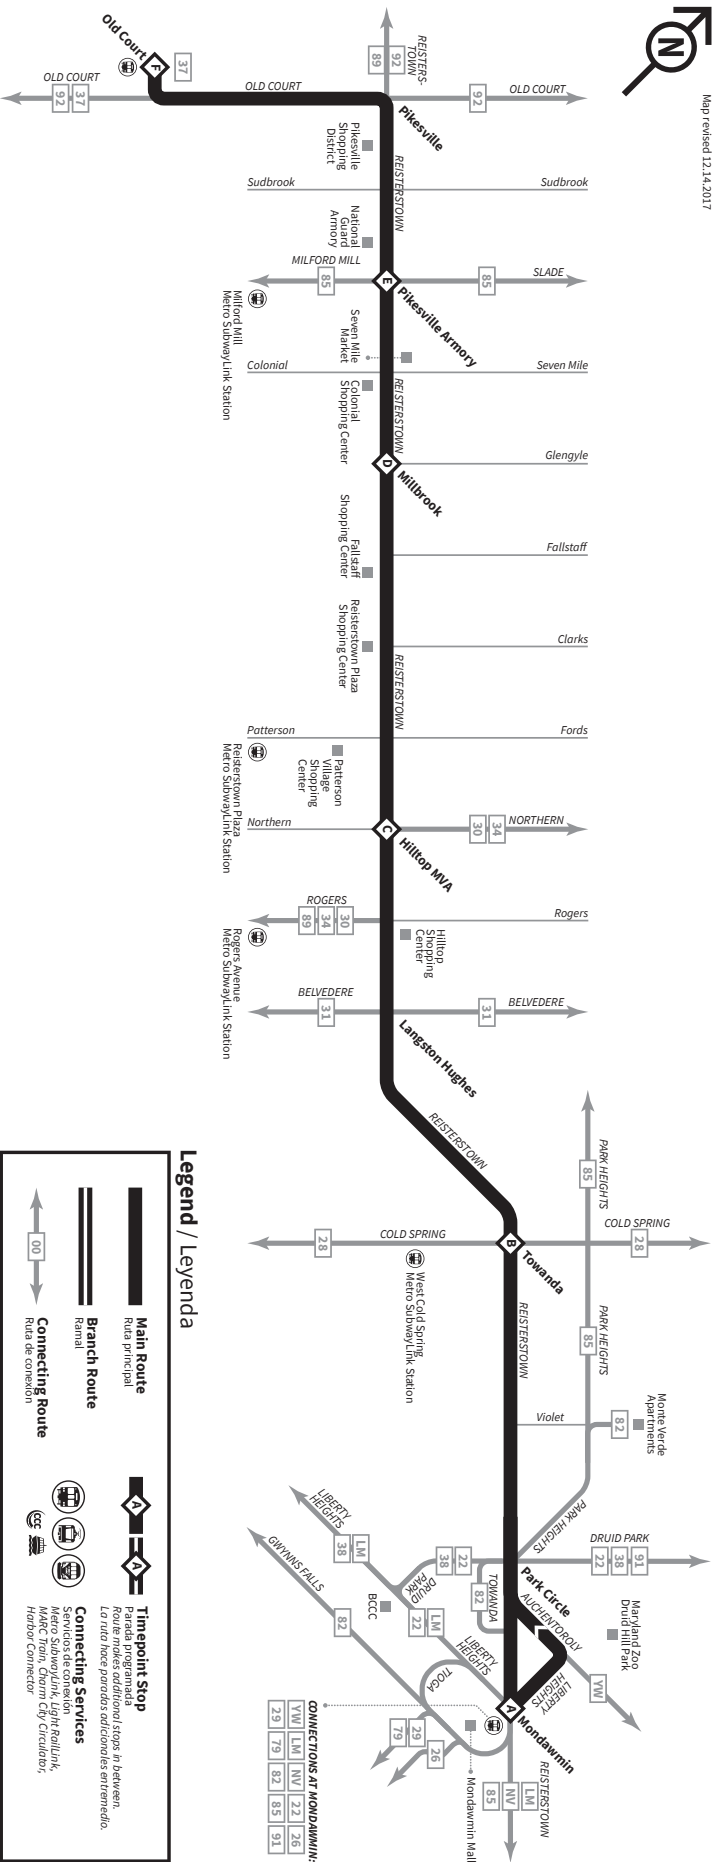 Map revised 12.14.2017
N
Old Court
F
37
OLD COURT
92
37
OLD COURT
89
92
REISTERS-
TOWN
92
OLD COURT
Pikesville
Pikesville
Shopping
District
REISTERSTOWN
Sudbrook
Sudbrook
National
Guard
Armory
MILFORD MILL
85
E
85
SLADE
Pikesville Armory
Milford Mill
Metro SubwayLink Station
Seven Mile
Market
Colonial
Seven Mile
Colonial
Shopping Center
REISTERSTOWN
D
Glengyle
Millbrook
Fallstaff
Shopping Center
Fallstaff
Reisterstown Plaza
Shopping Center
Clarks
REISTERSTOWN
Patterson
Fords
Reisterstown Plaza
Metro SubwayLink Station
Patterson
Village
Shopping
Center
Northern
C
30
34
NORTHERN
Hilltop MVA
ROGERS
89
34
30
Rogers
Rogers Avenue
Metro SubwayLink Station
Hilltop
Shopping
Center
BELVEDERE
31
31
BELVEDERE
Langston Hughes
REISTERSTOWN
PARK HEIGHTS
85
COLD SPRING
28
COLD SPRING
28
B
Towanda
West Cold Spring
Metro SubwayLink Station
REISTERSTOWN
PARK HEIGHTS
85
Violet
82
Monte Verde
Apartments
PARK HEIGHTS
DRUID PARK
22
38
91
LIBERTY
HEIGHTS
38
LM
GWYNNS FALLS
82
38
22
DRUID
PARK
BCCC
22
LM
TOWANDA
82
Park Circle
AUCHENTOROLY
Maryland Zoo
Druid Hill Park
YW
LIBERTY
HEIGHTS
LIBERTY
HEIGHTS
TIOGA
A
Mondawmin
79
29
26
Mondawmin Mall
85
NV
LM
REISTERSTOWN
CONNECTIONS AT MONDAWMIN:
YW
LM
NV
22
26
29
79
82
85
91
Legend / Leyenda
Main Route
Ruta principal
Branch Route
Ramal
00
Connecting Route
Ruta de conexión
A
A
Timepoint Stop
Parada programada
Route makes additional stops in between.
La ruta hace paradas adicionales entremedio.
CCC
Connecting Services
Servicios de conexión
Metro SubwayLink, Light RailLink,
MARC Train, Charm City Circulator,
Harbor Connector